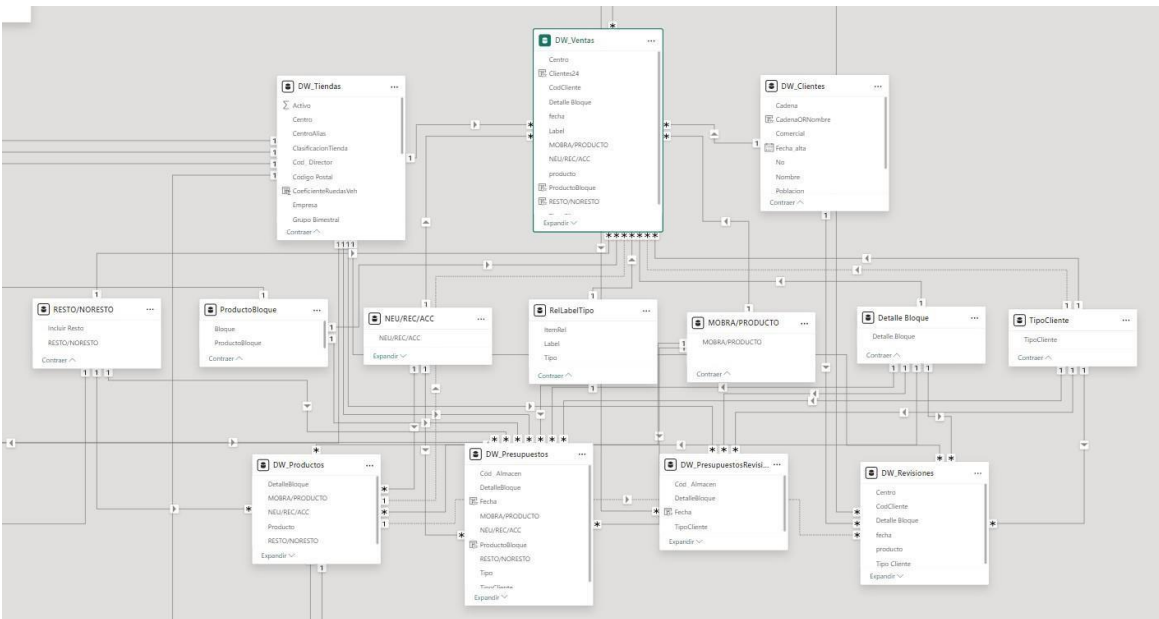 DW_Ventas
Centro
Clientes24
CodCliente
Detalle Bloque
fecha
Label
MOBRA/PRODUCTO
NEU/REC/ACC
producto
ProductoBloque
RESTO/NORESTO
Expandir
DW_Tiendas
Activo
Centro
CentroAlias
ClasificacionTienda
Cod_Director
Codigo Postal
CoeficienteRuedasVeh
Empresa
Grupo Bimestral
Contraer
DW_Clientes
Cadena
CadenaORNombre
Comercial
Fecha_alta
No
Nombre
Poblacion
Contraer
RESTO/NORESTO
Incluir Resto
RESTO/NORESTO
Contraer
ProductoBloque
Bloque
ProductoBloque
Contraer
NEU/REC/ACC
NEU/REC/ACC
Expandir
RelLabelTipo
ItemRel
Label
Tipo
Contraer
MOBRA/PRODUCTO
MOBRA/PRODUCTO
Contraer
Detalle Bloque
Detalle Bloque
Contraer
TipoCliente
TipoCliente
Contraer
DW_Productos
DetalleBloque
MOBRA/PRODUCTO
NEU/REC/ACC
Producto
RESTO/NORESTO
Expandir
DW_Presupuestos
Cód_Almacen
DetalleBloque
Fecha
MOBRA/PRODUCTO
NEU/REC/ACC
ProductoBloque
RESTO/NORESTO
Tipo
TipoCliente
Expandir
DW_PresupuestosRevisi...
Cód_Almacen
DetalleBloque
Fecha
TipoCliente
Expandir
DW_Revisiones
Centro
CodCliente
Detalle Bloque
fecha
producto
Tipo Cliente
Expandir